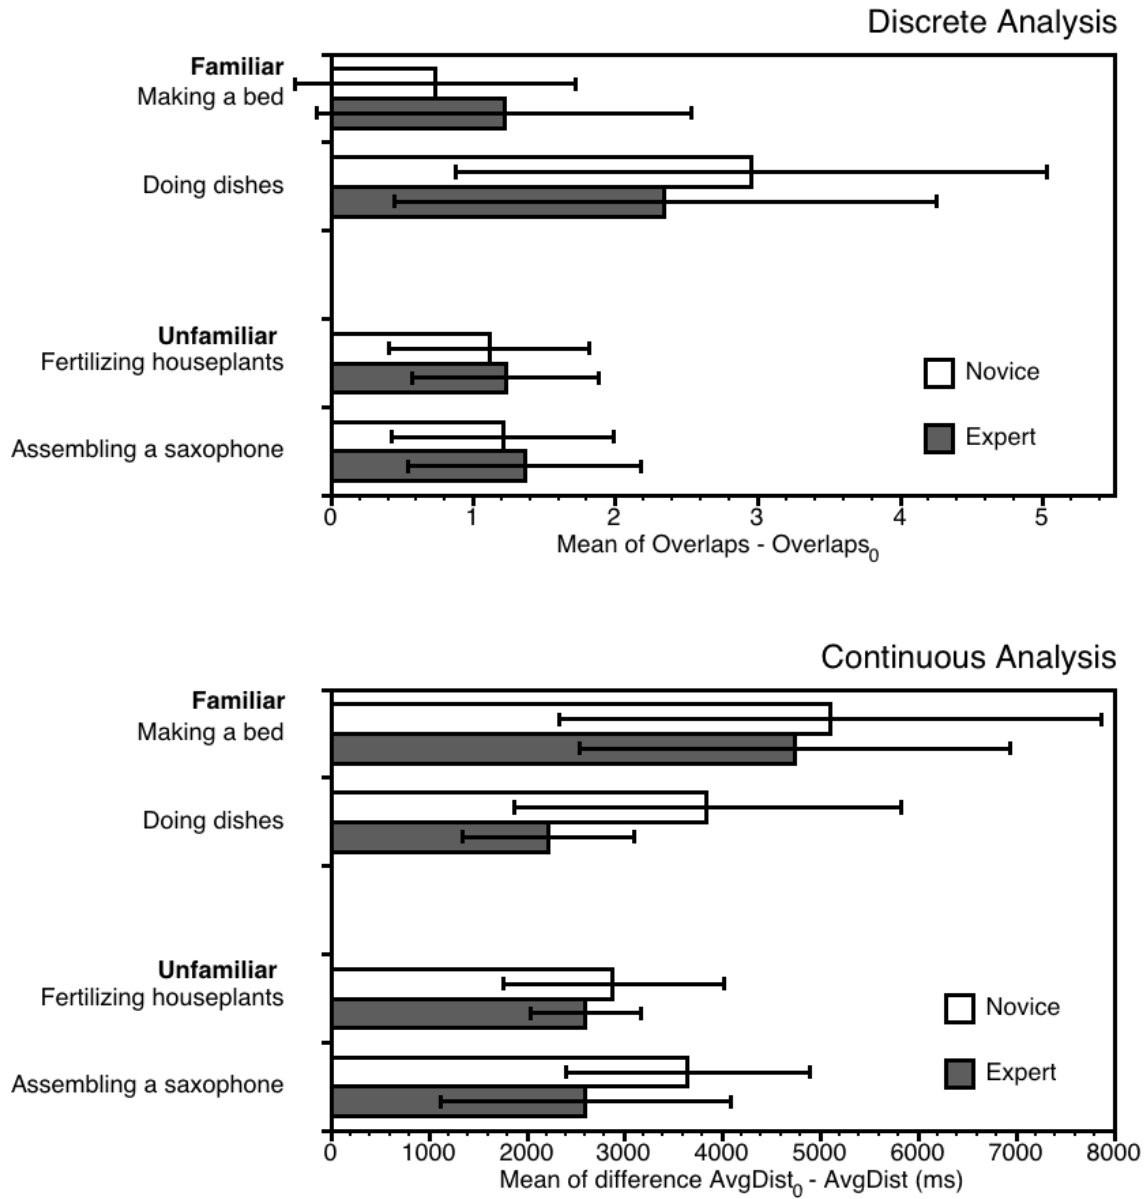 Discrete Analysis
Familiar
Making a bed
Doing dishes
Unfamiliar
Fertilizing houseplants
Assembling a saxophone
Novice
Expert
0 1 2 3 4 5
Mean of Overlaps - Overlaps0
Continuous Analysis
Familiar
Making a bed
Doing dishes
Unfamiliar
Fertilizing houseplants
Assembling a saxophone
Novice
Expert
0 1000 2000 3000 4000 5000 6000 7000 8000
Mean of difference AvgDist0 - AvgDist (ms)